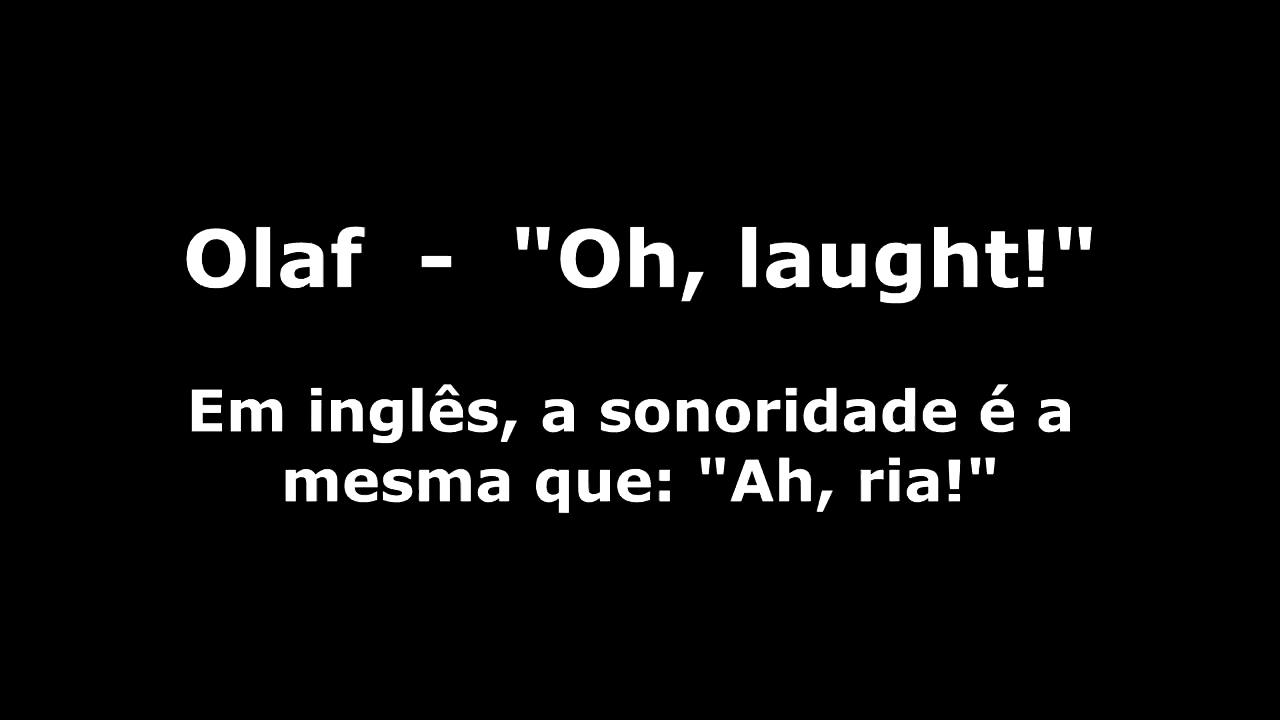 Olaf - "Oh, laught!"
Em inglês, a sonoridade é a
mesma que: "Ah, ria!"